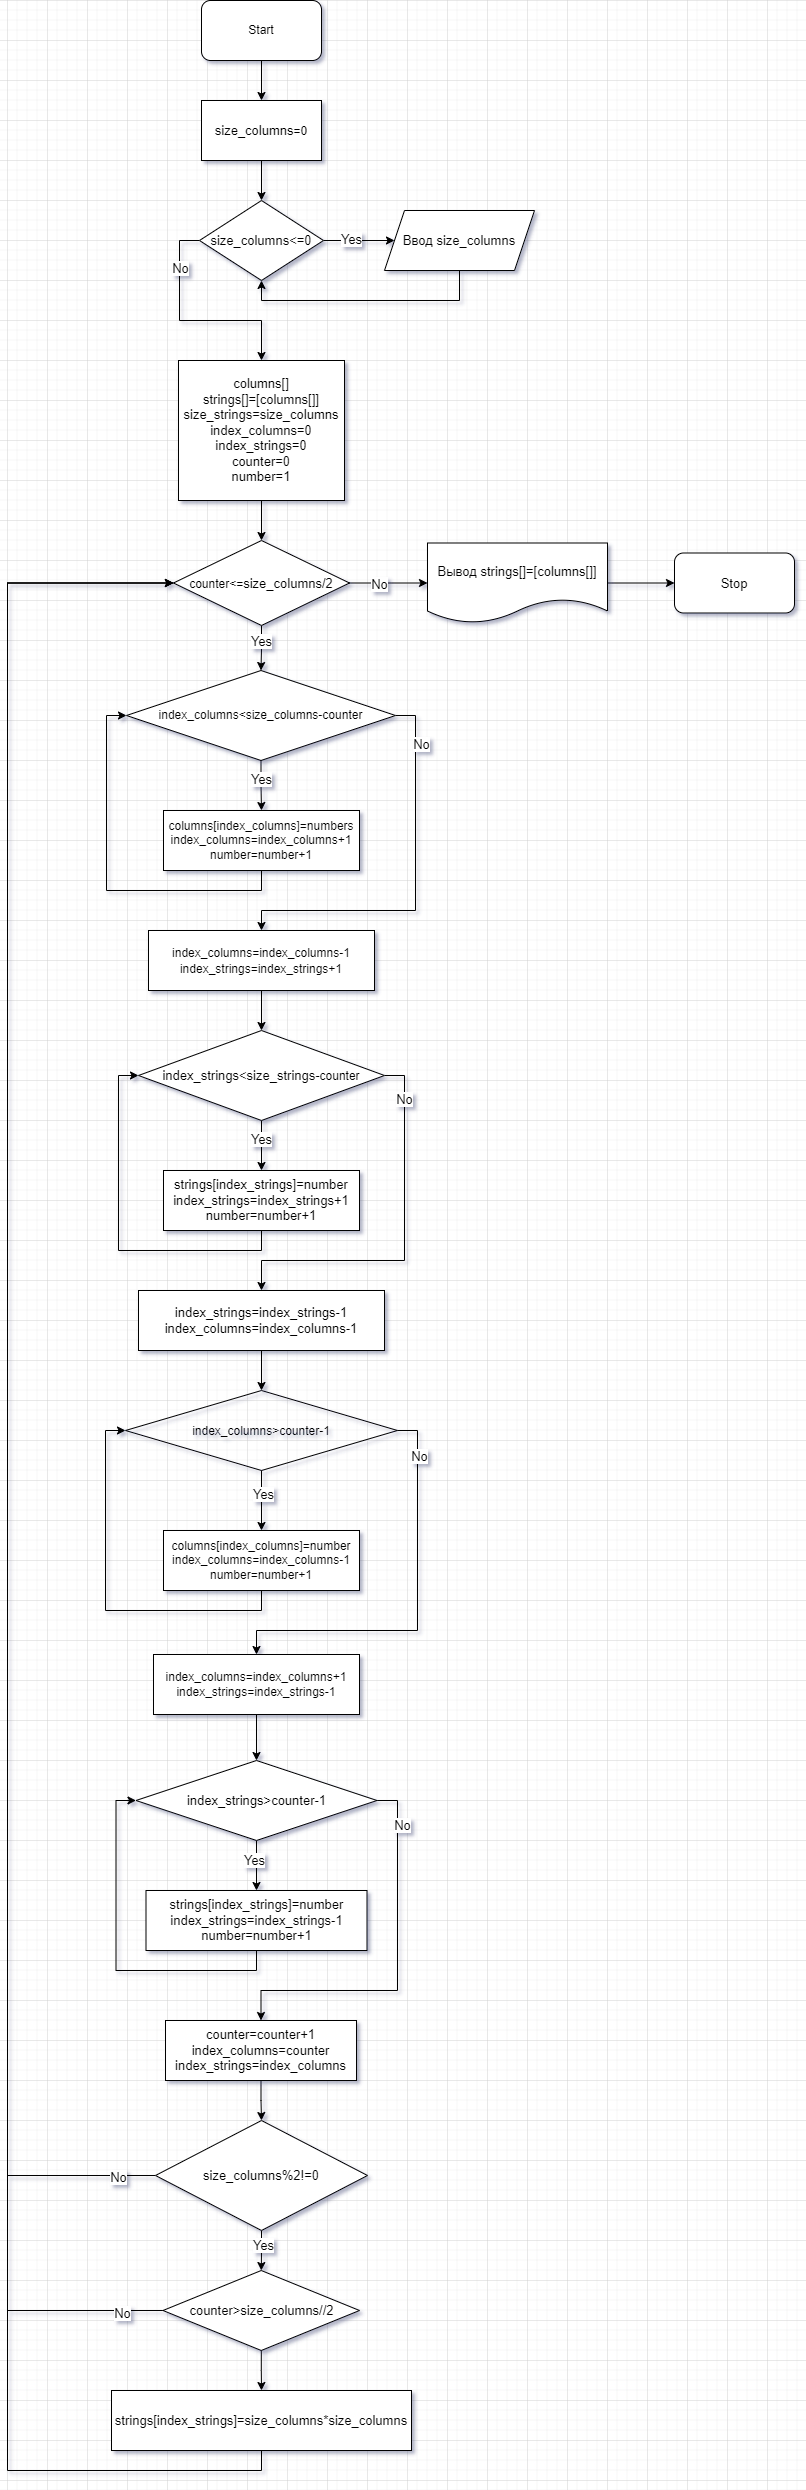 Start
size_columns=0
size_columns<=0
Yes
Ввод size_columns
No
columns[]
strings[]=[columns[]]
size_strings=size_columns
index_columns=0
index_strings=0
counter=0
number=1
counter<=size_columns/2
No
Вывод strings[]=[columns[]]
Stop
Yes
index_columns<size_columns-counter
No
Yes
columns[index_columns]=numbers
index_columns=index_columns+1
number=number+1
index_columns=index_columns-1
index_strings=index_strings+1
index_strings<size_strings-counter
No
Yes
strings[index_strings]=number
index_strings=index_strings+1
number=number+1
index_strings=index_strings-1
index_columns=index_columns-1
index_columns>counter-1
No
Yes
columns[index_columns]=number
index_columns=index_columns-1
number=number+1
index_columns=index_columns+1
index_strings=index_strings-1
index_strings>counter-1
No
Yes
strings[index_strings]=number
index_strings=index_strings-1
number=number+1
counter=counter+1
index_columns=counter
index_strings=index_columns
size_columns%2!=0
No
Yes
counter>size_columns//2
No
strings[index_strings]=size_columns*size_columns